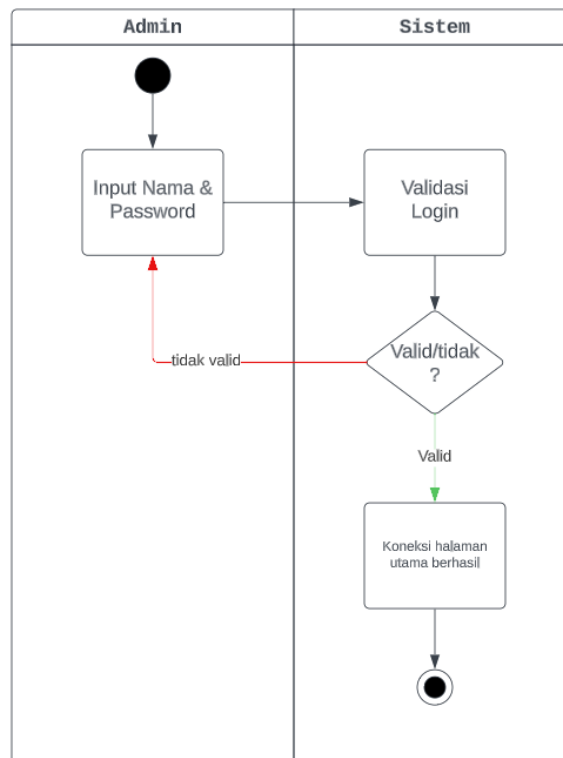 Admin
Sistem
Input Nama &
Password
Validasi
Login
Valid/tidak
?
tidak valid
Valid
Koneksi halaman
utama berhasil